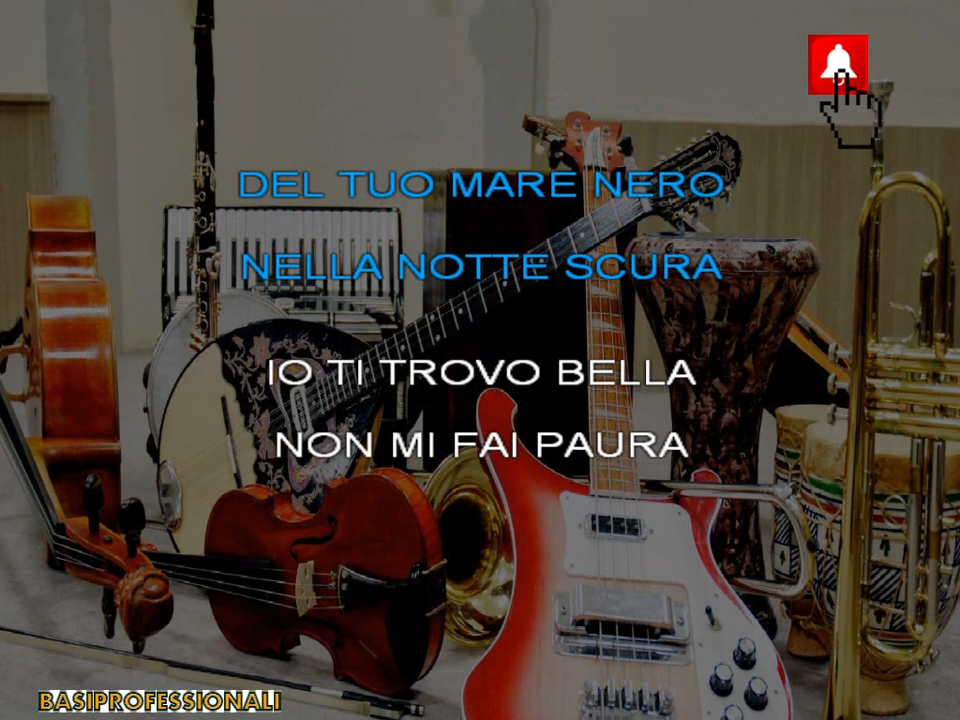 DEL TUO MARE NERO
NELLA NOTTE SCURA
IO TI TROVO BELLA
NON MI FAI PAURA
BASIPROFESSIONALI